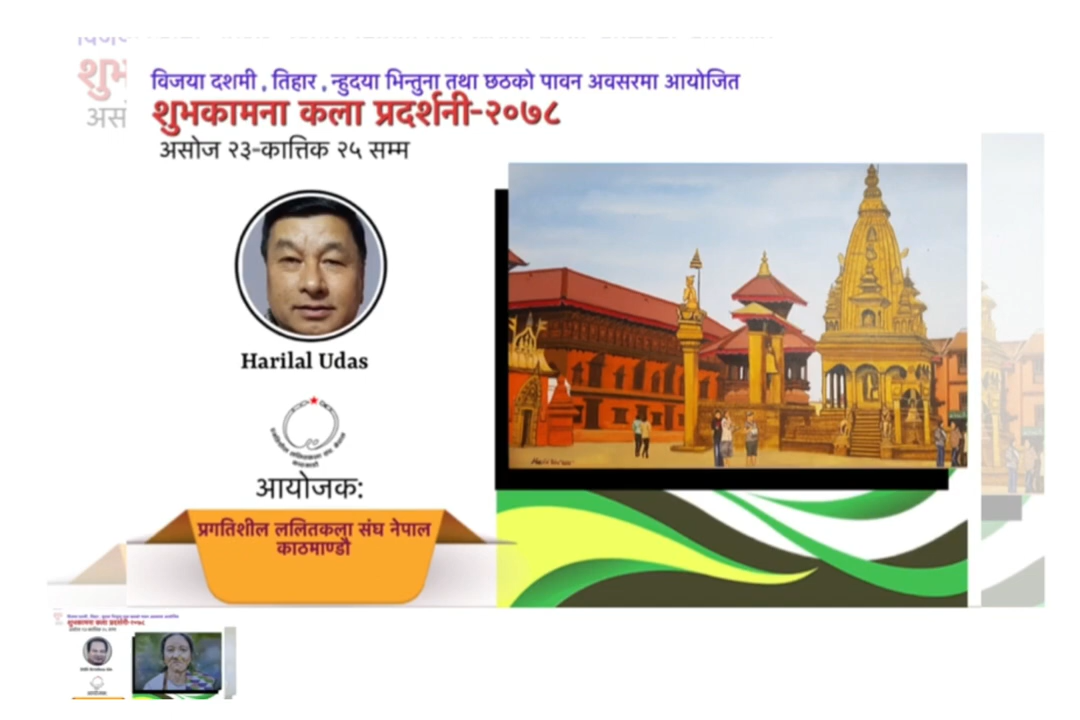 विजया दशमी , तिहार , न्हुदया भिन्तुना तथा छठको पावन अवसरमा आयोजित
शुभकामना कला प्रदर्शनी-२०७८
असोज २३-कात्तिक २५ सम्म
Harilal Udas
आयोजक:
प्रगतिशील ललितकला संघ नेपाल
काठमाण्डौ